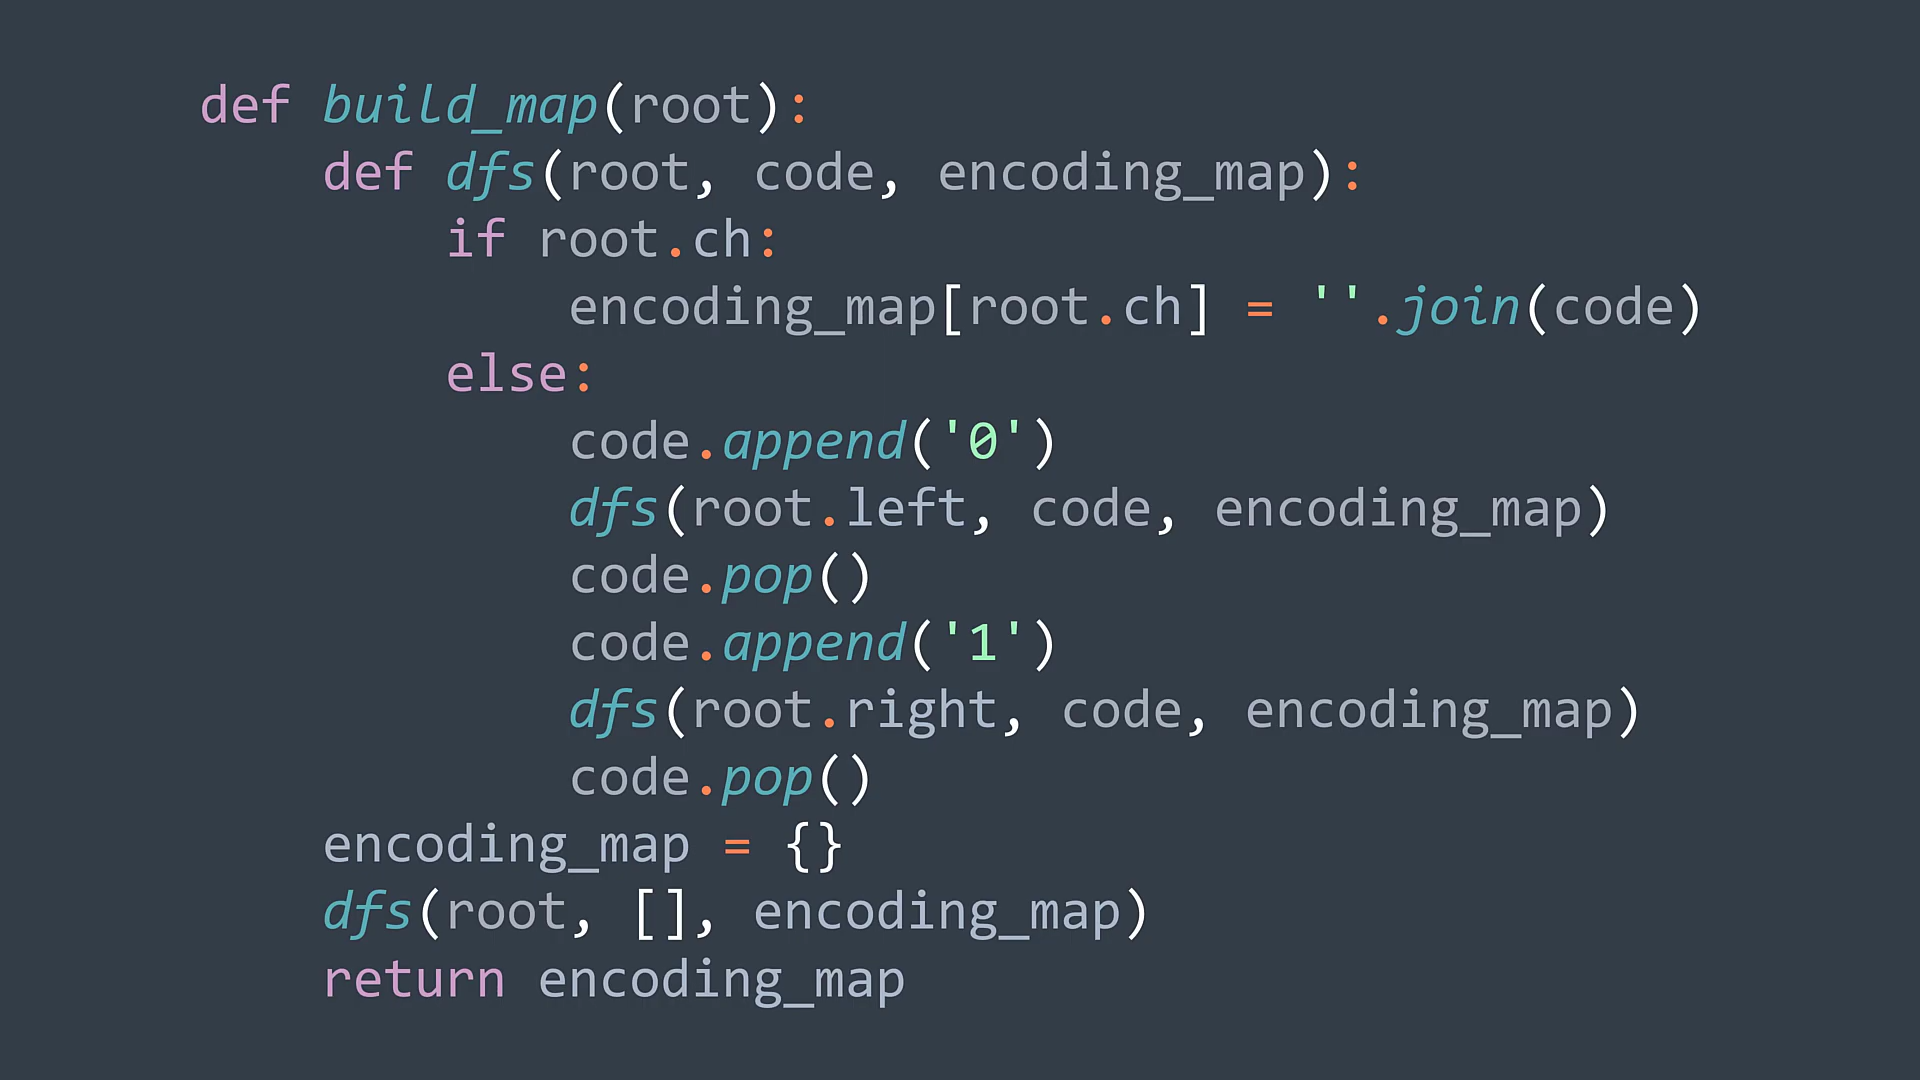 def build_map(root):
    def dfs(root, code, encoding_map):
        if root.ch:
            encoding_map[root.ch] = ''.join(code)
        else:
            code.append('0')
            dfs(root.left, code, encoding_map)
            code.pop()
            code.append('1')
            dfs(root.right, code, encoding_map)
            code.pop()
    encoding_map = {}
    dfs(root, [], encoding_map)
    return encoding_map